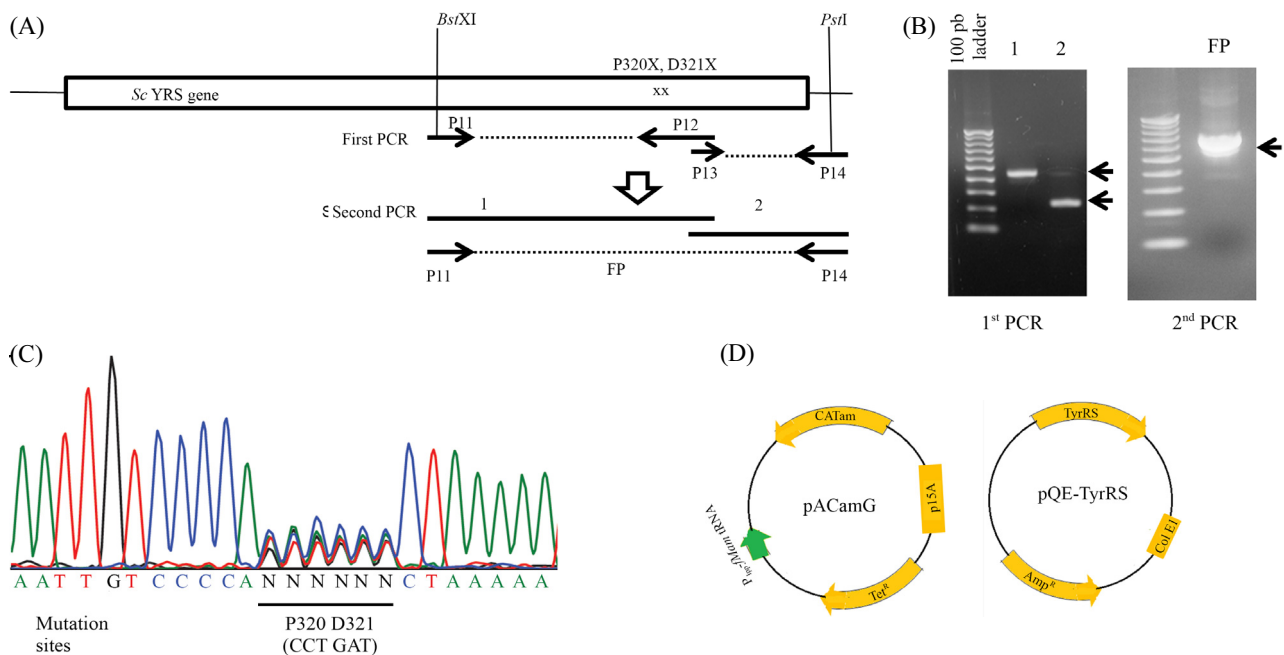 (A)
BstXI
PstI
P320X, D321X
Sc YRS gene
xx
P11
P12
First PCR
P13
P14
Second PCR
1
2
P11
FP
P14
(B)
100 pb
ladder
1
2
FP
1st PCR
2nd PCR
(C)
A A T T G T C C C C A N N N N N N C T A A A A A
Mutation
sites
P320 D321
(CCT GAT)
(D)
CATam
pACamG
p15A
TetR
TyrRS
pQE-TyrRS
Col E1
AmpR